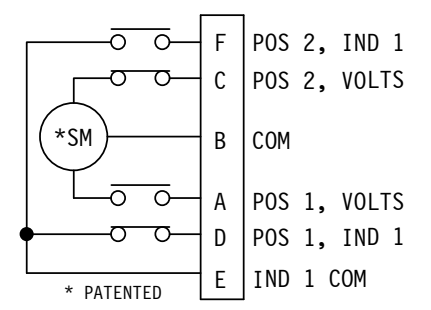 F POS 2, IND 1
C POS 2, VOLTS
*SM
B COM
A POS 1, VOLTS
D POS 1, IND 1
E IND 1 COM
* PATENTED